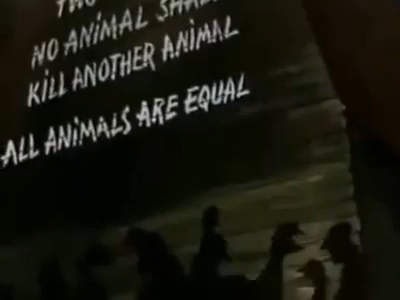 NO ANIMAL SHALL
KILL ANOTHER ANIMAL
ALL ANIMALS ARE EQUAL